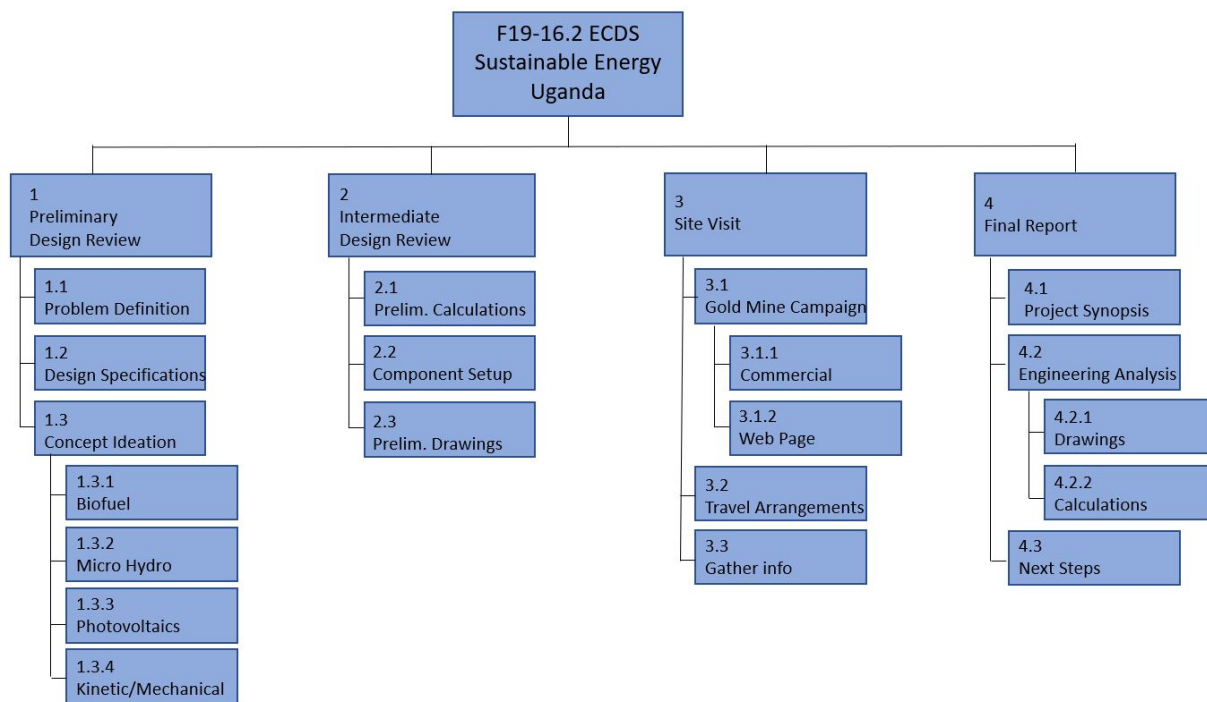 F19-16.2 ECDS
Sustainable Energy
Uganda
1
Preliminary
Design Review
1.1
Problem Definition
1.2
Design Specifications
1.3
Concept Ideation
1.3.1
Biofuel
1.3.2
Micro Hydro
1.3.3
Photovoltaics
1.3.4
Kinetic/Mechanical
2
Intermediate
Design Review
2.1
Prelim. Calculations
2.2
Component Setup
2.3
Prelim. Drawings
3
Site Visit
3.1
Gold Mine Campaign
3.1.1
Commercial
3.1.2
Web Page
3.2
Travel Arrangements
3.3
Gather info
4
Final Report
4.1
Project Synopsis
4.2
Engineering Analysis
4.2.1
Drawings
4.2.2
Calculations
4.3
Next Steps